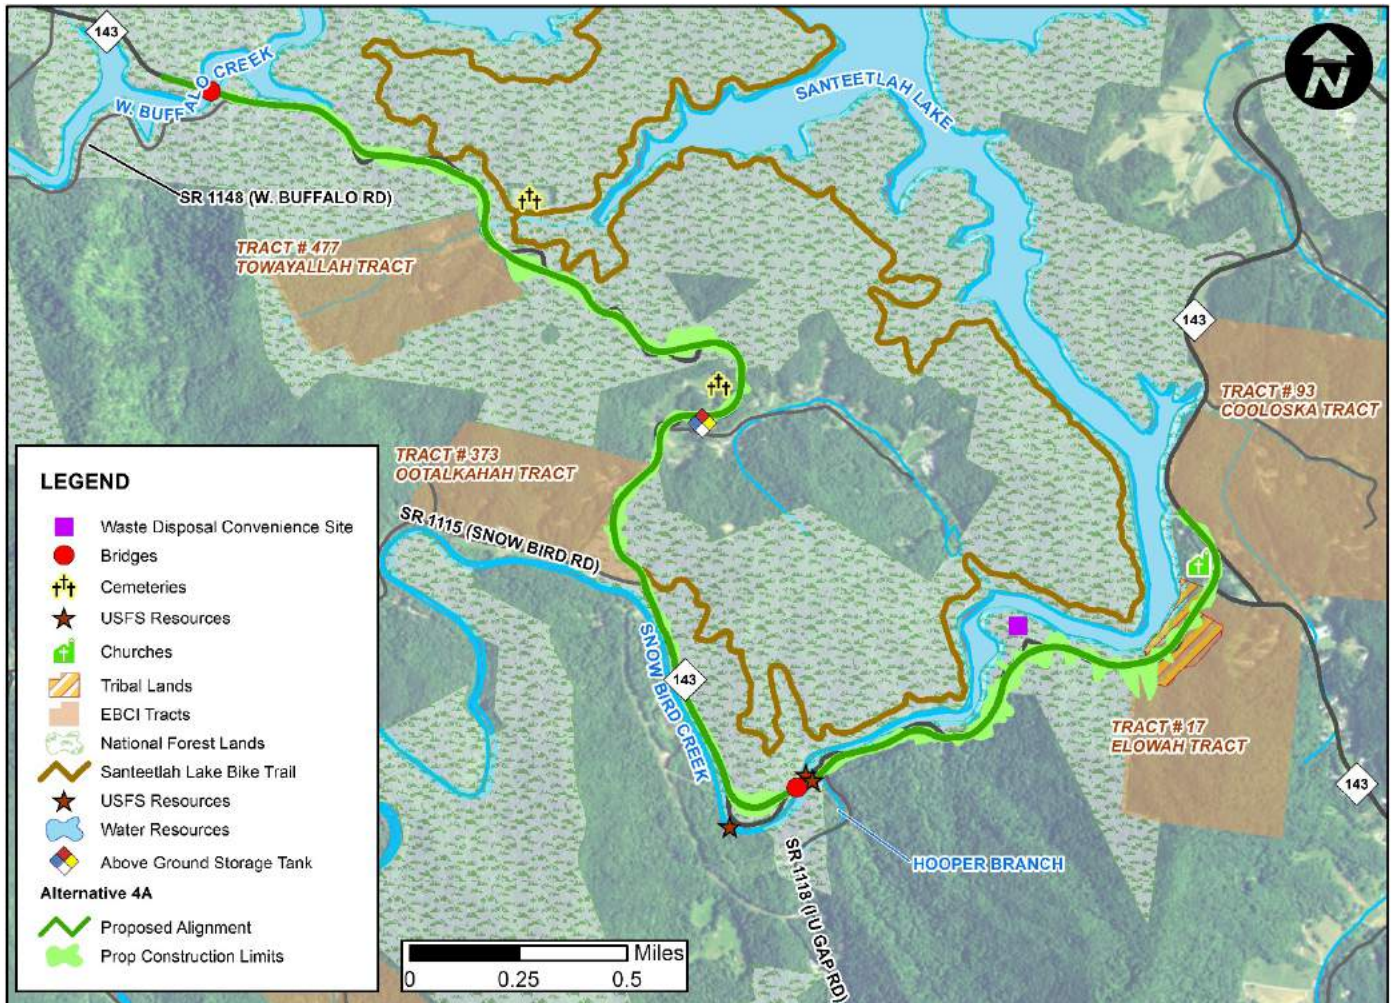 143
N
W. BUFFALO CREEK
SANTEETLAH LAKE
SR 1148 (W. BUFFALO RD)
TRACT # 477
TOWAYALLAH TRACT
143
TRACT # 93
COOLOSKA TRACT
TRACT # 373
OOTALKAHAH TRACT
SR 1115 (SNOW BIRD RD)
SNOW BIRD CREEK
143
TRACT # 17
ELOWAH TRACT
143
HOOPER BRANCH
SR 1118 (I U GAP RD)
LEGEND
Waste Disposal Convenience Site
Bridges
Cemeteries
USFS Resources
Churches
Tribal Lands
EBCI Tracts
National Forest Lands
Santeetlah Lake Bike Trail
USFS Resources
Water Resources
Above Ground Storage Tank
Alternative 4A
Proposed Alignment
Prop Construction Limits
Miles
0 0.25 0.5